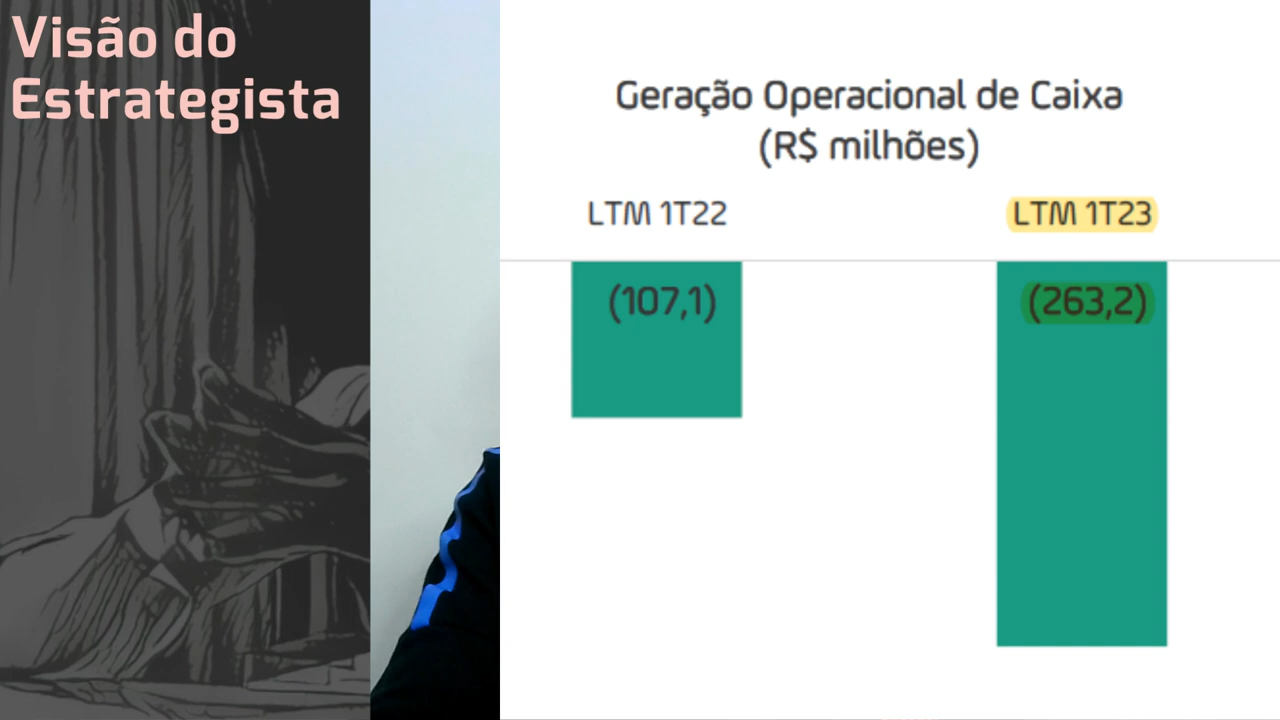 Visão do
Estrategista
Geração Operacional de Caixa
(R$ milhões)
LTM 1T22
LTM 1T23
(107,1)
(263,2)